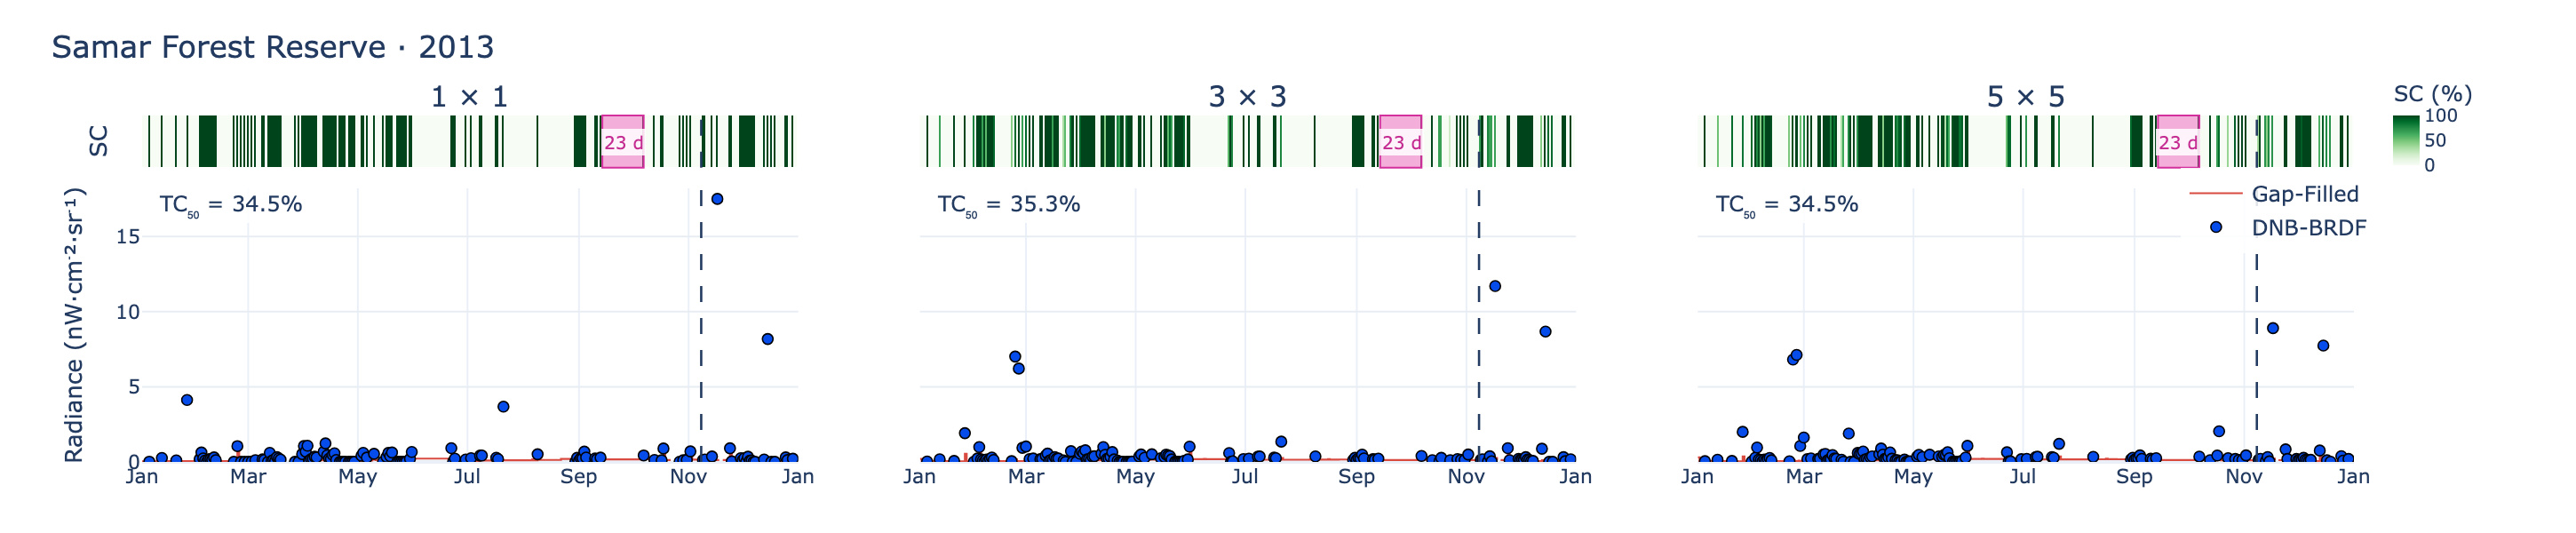 Samar Forest Reserve · 2013
1 × 1
3 × 3
5 × 5
SC (%)
100
50
0
SC
23 d
23 d
23 d
TC₅₀ = 34.5%
TC₅₀ = 35.3%
TC₅₀ = 34.5%
Gap-Filled
DNB-BRDF
Radiance (nW·cm⁻²·sr⁻¹)
15
10
5
0
Jan Mar May Jul Sep Nov Jan
Jan Mar May Jul Sep Nov Jan
Jan Mar May Jul Sep Nov Jan